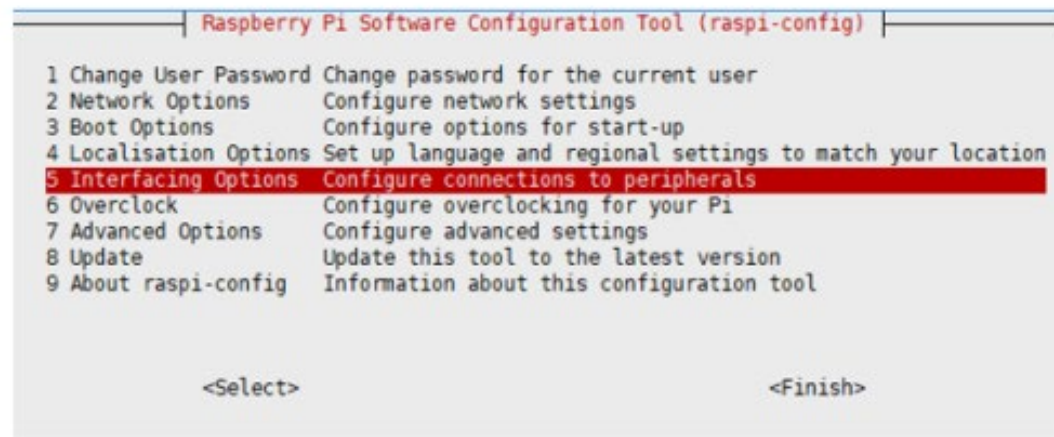 Raspberry Pi Software Configuration Tool (raspi-config)
1 Change User Password Change password for the current user
2 Network Options Configure network settings
3 Boot Options Configure options for start-up
4 Localisation Options Set up language and regional settings to match your location
5 Interfacing Options Configure connections to peripherals
6 Overclock Configure overclocking for your Pi
7 Advanced Options Configure advanced settings
8 Update Update this tool to the latest version
9 About raspi-config Information about this configuration tool
<Select> <Finish>